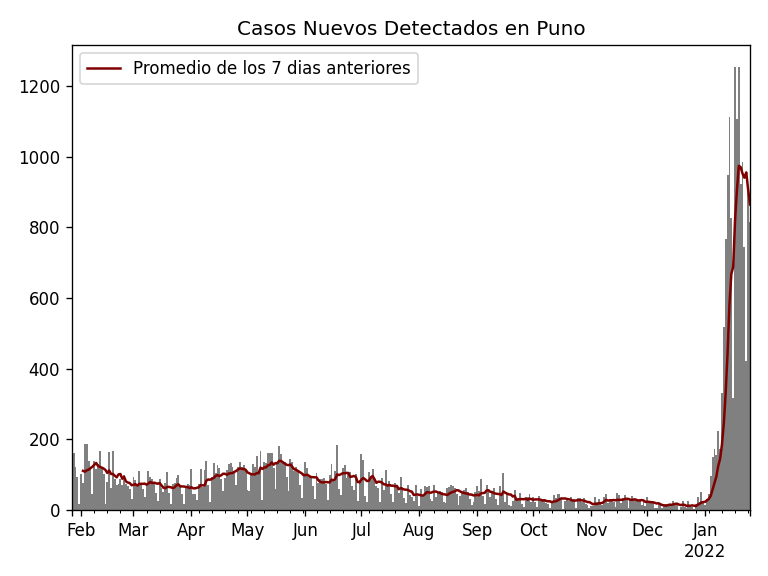 Casos Nuevos Detectados en Puno
Promedio de los 7 dias anteriores
1200
1000
800
600
400
200
0
Feb Mar Apr May Jun Jul Aug Sep Oct Nov Dec Jan
2022